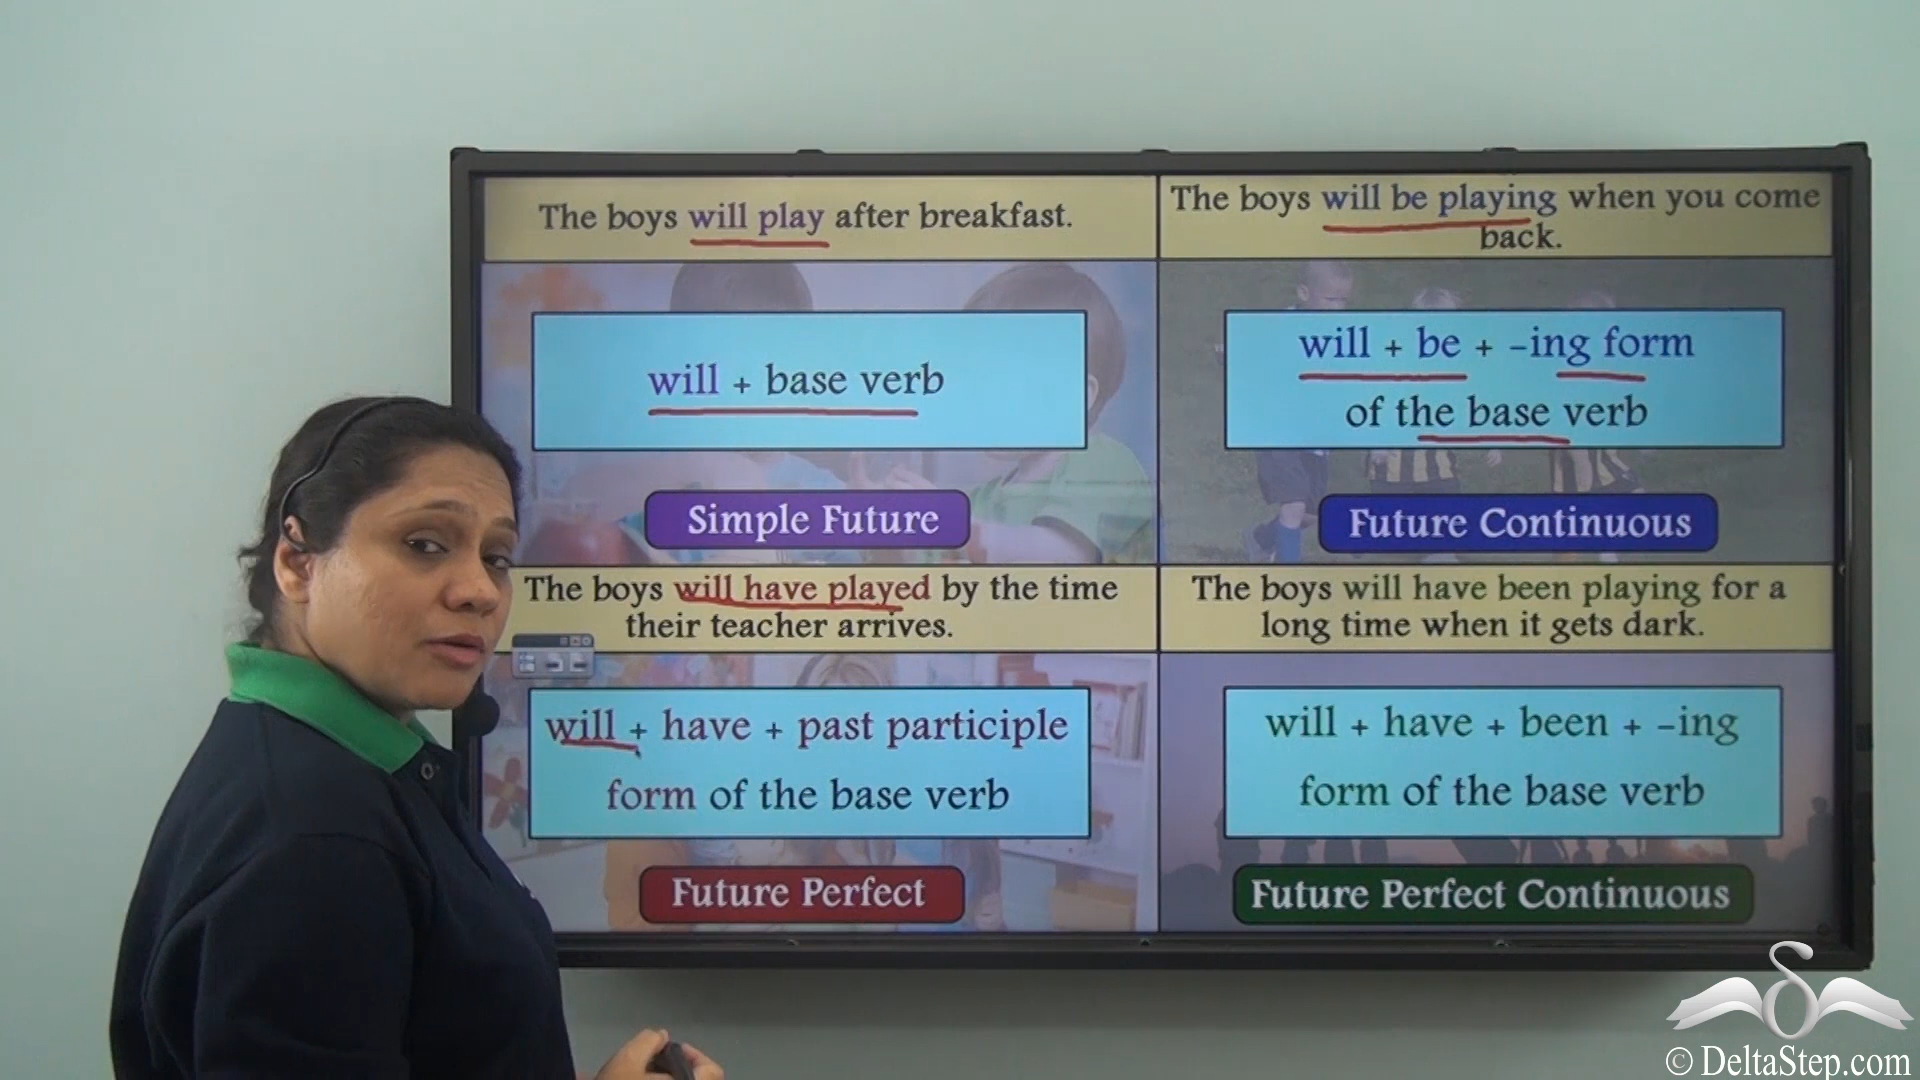 The boys will play after breakfast.
The boys will be playing when you come
back.
will + base verb
will + be + -ing form
of the base verb
Simple Future
Future Continuous
The boys will have played by the time
their teacher arrives.
The boys will have been playing for a
long time when it gets dark.
will + have + past participle
form of the base verb
will + have + been + -ing
form of the base verb
Future Perfect
Future Perfect Continuous
© DeltaStep.com